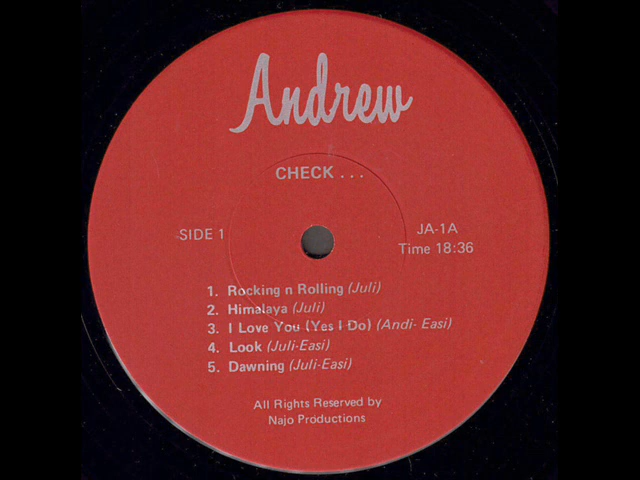 Andrew
CHECK . . .
SIDE 1
JA-1A
Time 18:36
1. Rocking n Rolling (Juli)
2. Himalaya (Juli)
3. I Love You (Yes I Do) (Andi- Easi)
4. Look (Juli-Easi)
5. Dawning (Juli-Easi)
All Rights Reserved by
Najo Productions